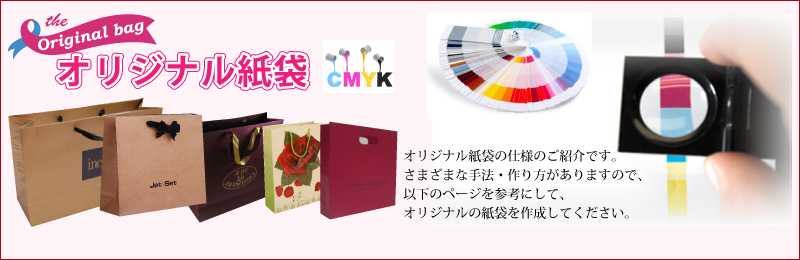 the
Original bag
オリジナル紙袋
CMYK
inc
Jet-Set
オリジナル紙袋の仕様のご紹介です。
さまざまな手法・作り方がありますので、
以下のページを参考にして、
オリジナルの紙袋を作成してください。